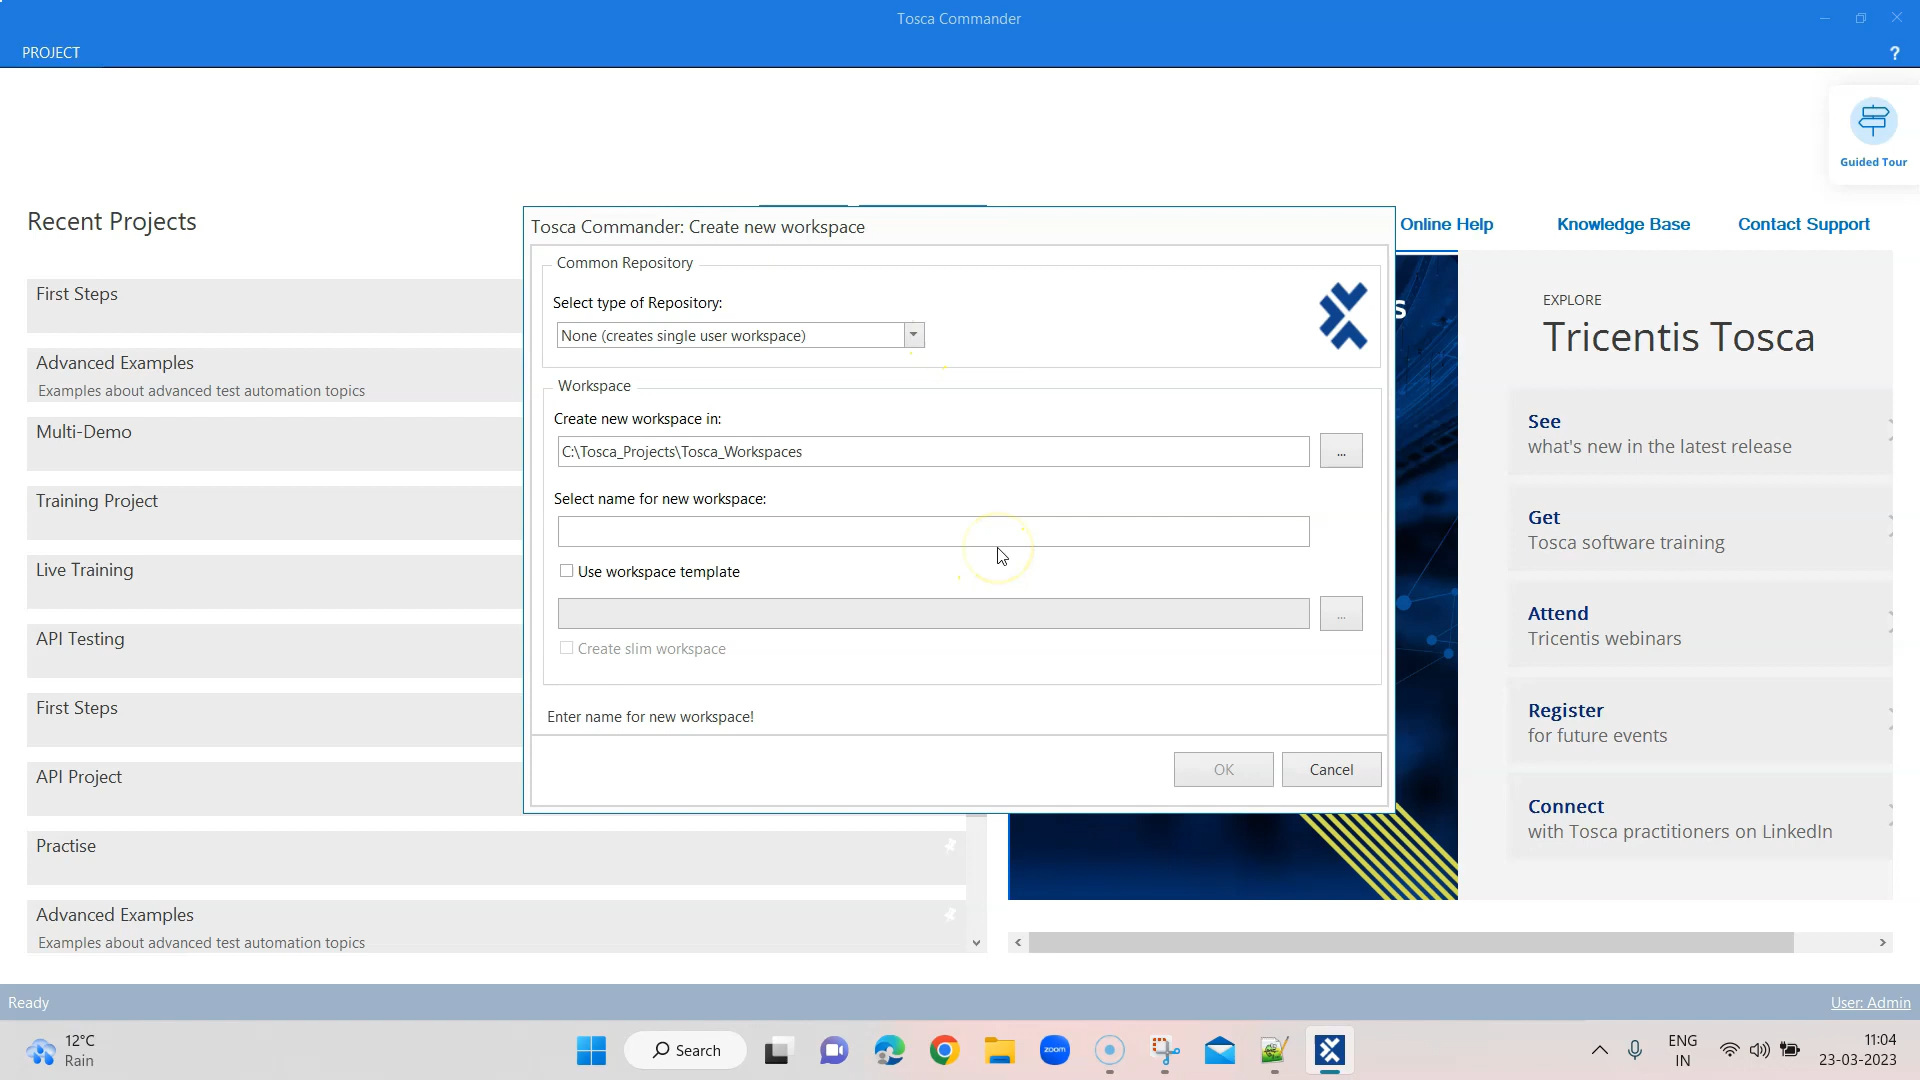 Tosca Commander
PROJECT
?
Guided Tour
Recent Projects
First Steps
Advanced Examples
Examples about advanced test automation topics
Multi-Demo
Training Project
Live Training
API Testing
First Steps
API Project
Practise
Advanced Examples
Examples about advanced test automation topics
Tosca Commander: Create new workspace
Common Repository
Select type of Repository:
None (creates single user workspace)
Workspace
Create new workspace in:
C:\Tosca_Projects\Tosca_Workspaces
...
Select name for new workspace:
Use workspace template
...
Create slim workspace
Enter name for new workspace!
OK
Cancel
Online Help
Knowledge Base
Contact Support
s
EXPLORE
Tricentis Tosca
See
what's new in the latest release
Get
Tosca software training
Attend
Tricentis webinars
Register
for future events
Connect
with Tosca practitioners on LinkedIn
Ready
User: Admin
12°C
Rain
Search
zoom
ENG
IN
11:04
23-03-2023